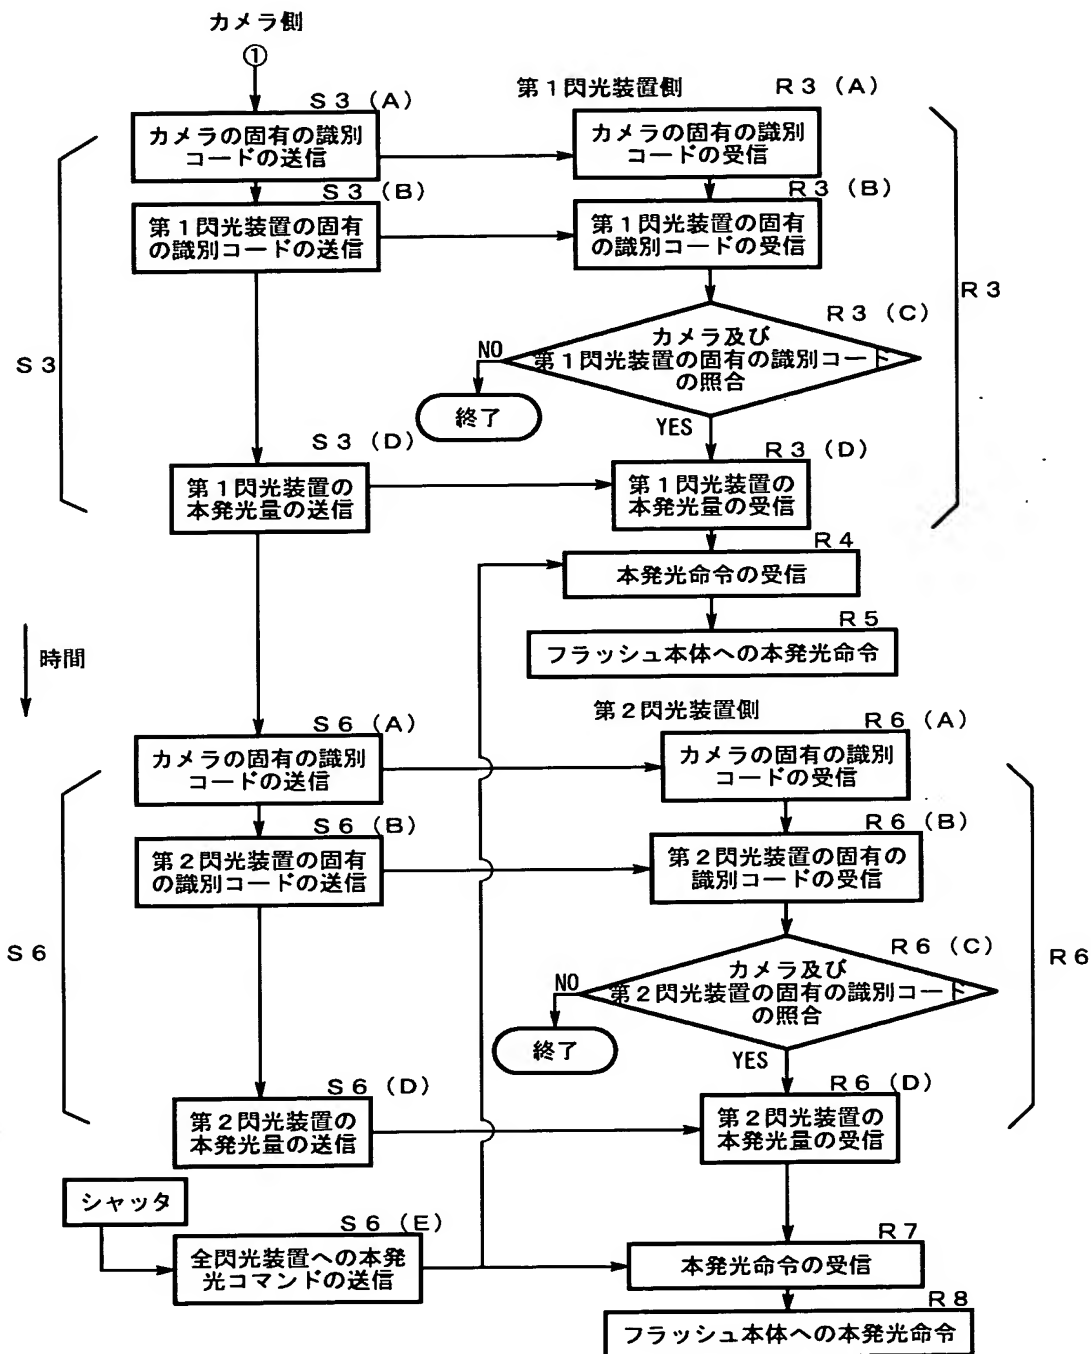 カメラ側
①
S3 (A)
カメラの固有の識別
コードの送信
第1閃光装置側
R3 (A)
カメラの固有の識別
コードの受信
S3 (B)
第1閃光装置の固有
の識別コードの送信
R3 (B)
第1閃光装置の固有
の識別コードの受信
R3 (C)
カメラ及び
第1閃光装置の固有の識別コード
の照合
NO
終了
YES
S3
R3
S3 (D)
第1閃光装置の
本発光量の送信
R3 (D)
第1閃光装置の
本発光量の受信
R4
本発光命令の受信
R5
フラッシュ本体への本発光命令
時間
第2閃光装置側
S6 (A)
カメラの固有の識別
コードの送信
R6 (A)
カメラの固有の識別
コードの受信
S6 (B)
第2閃光装置の固有
の識別コードの送信
R6 (B)
第2閃光装置の固有の
識別コードの受信
R6 (C)
カメラ及び
第2閃光装置の固有の識別コード
の照合
NO
終了
YES
S6
R6
S6 (D)
第2閃光装置の
本発光量の送信
R6 (D)
第2閃光装置の
本発光量の受信
シャッタ
S6 (E)
全閃光装置への本発
光コマンドの送信
R7
本発光命令の受信
R8
フラッシュ本体への本発光命令